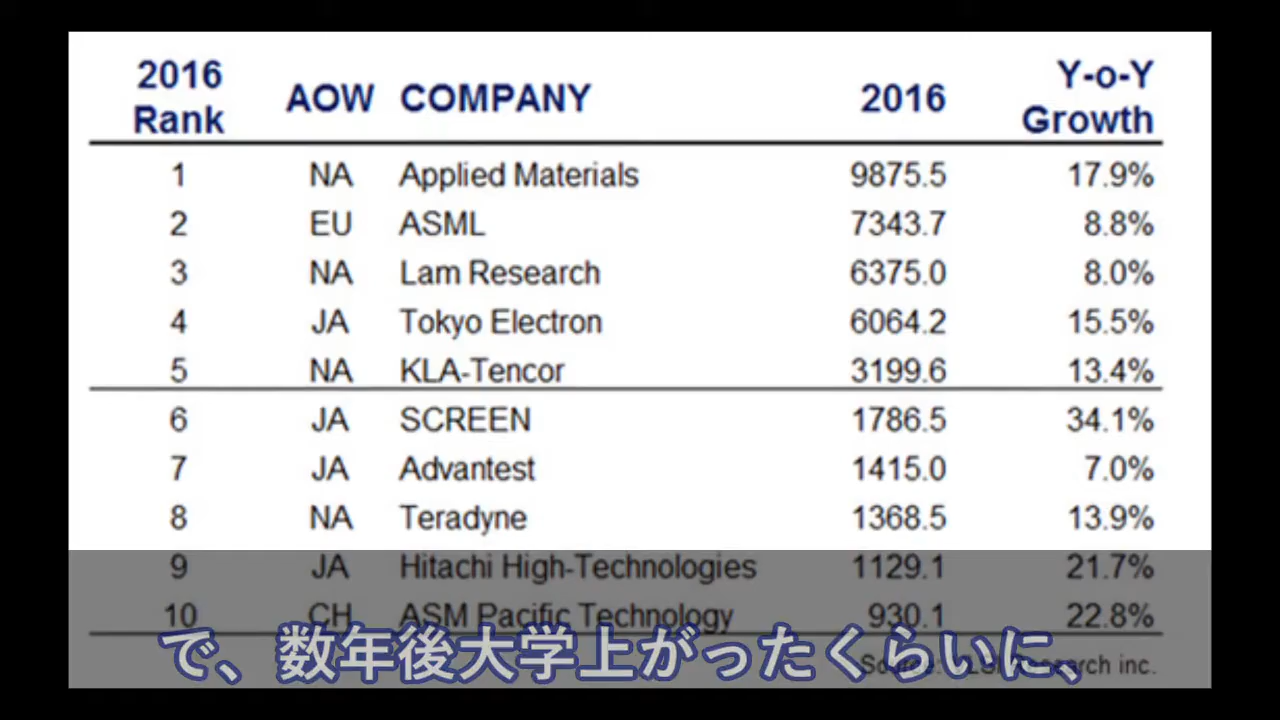 2016 Rank AOW COMPANY 2016 Y-o-Y Growth
1 NA Applied Materials 9875.5 17.9%
2 EU ASML 7343.7 8.8%
3 NA Lam Research 6375.0 8.0%
4 JA Tokyo Electron 6064.2 15.5%
5 NA KLA-Tencor 3199.6 13.4%
6 JA SCREEN 1786.5 34.1%
7 JA Advantest 1415.0 7.0%
8 NA Teradyne 1368.5 13.9%
9 JA Hitachi High-Technologies 1129.1 21.7%
10 CH ASM Pacific Technology 930.1 22.8%
Source: Research inc.
で、数年後大学上がったくらいに、